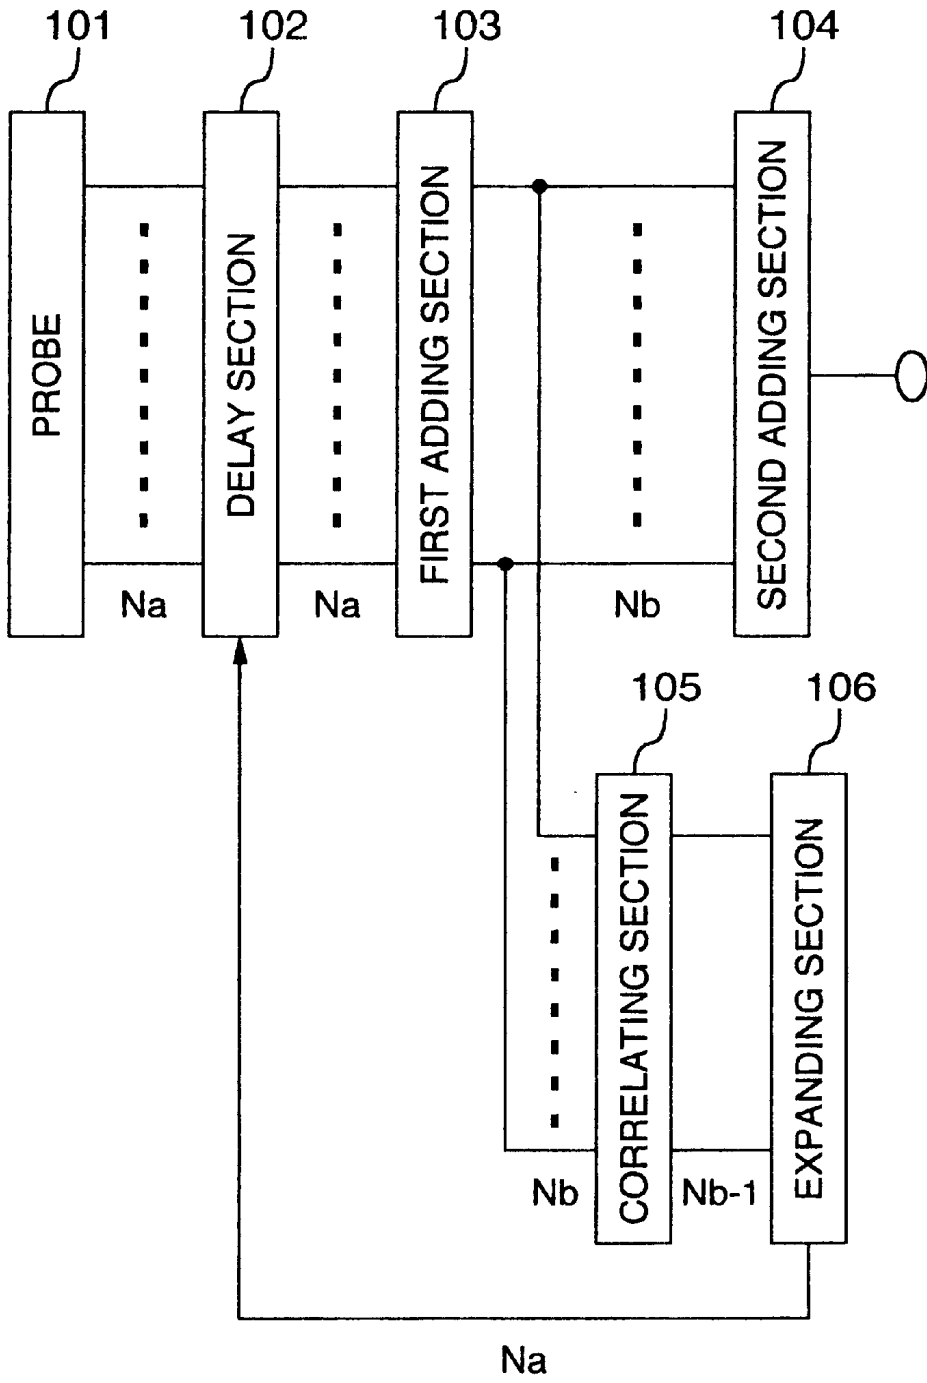 101
102
103
104
PROBE
DELAY SECTION
FIRST ADDING SECTION
SECOND ADDING SECTION
Na
Na
Nb
105
106
CORRELATING SECTION
EXPANDING SECTION
Nb
Nb-1
Na